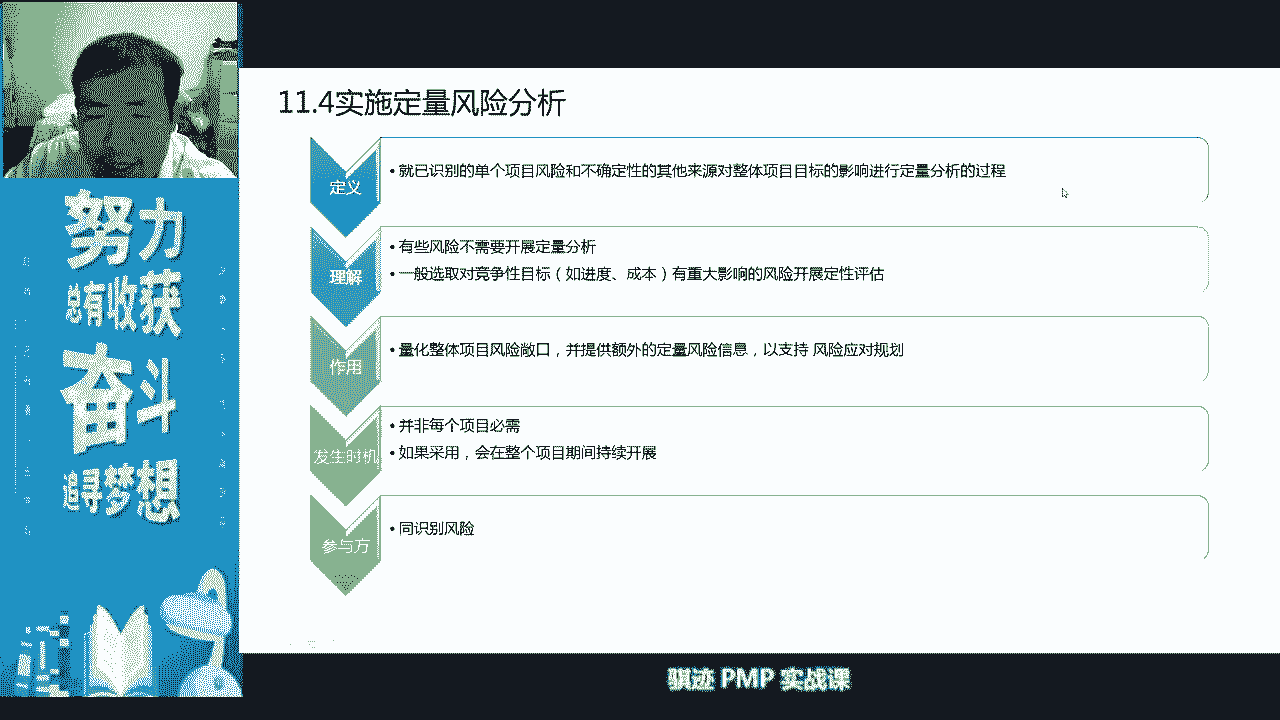 努力
总有收获
奋斗
追寻梦想
11.4实施定量风险分析
定义
• 就已识别的单个项目风险和不确定性的其他来源对整体项目目标的影响进行定量分析的过程
理解
• 有些风险不需要开展定量分析
• 一般选取对竞争性目标（如进度、成本）有重大影响的风险开展定性评估
作用
• 量化整体项目风险敞口，并提供额外的定量风险信息，以支持 风险应对规划
发生时机
• 并非每个项目必需
• 如果采用，会在整个项目期间持续开展
参与方
• 同识别风险
骐迹 PMP 实战课